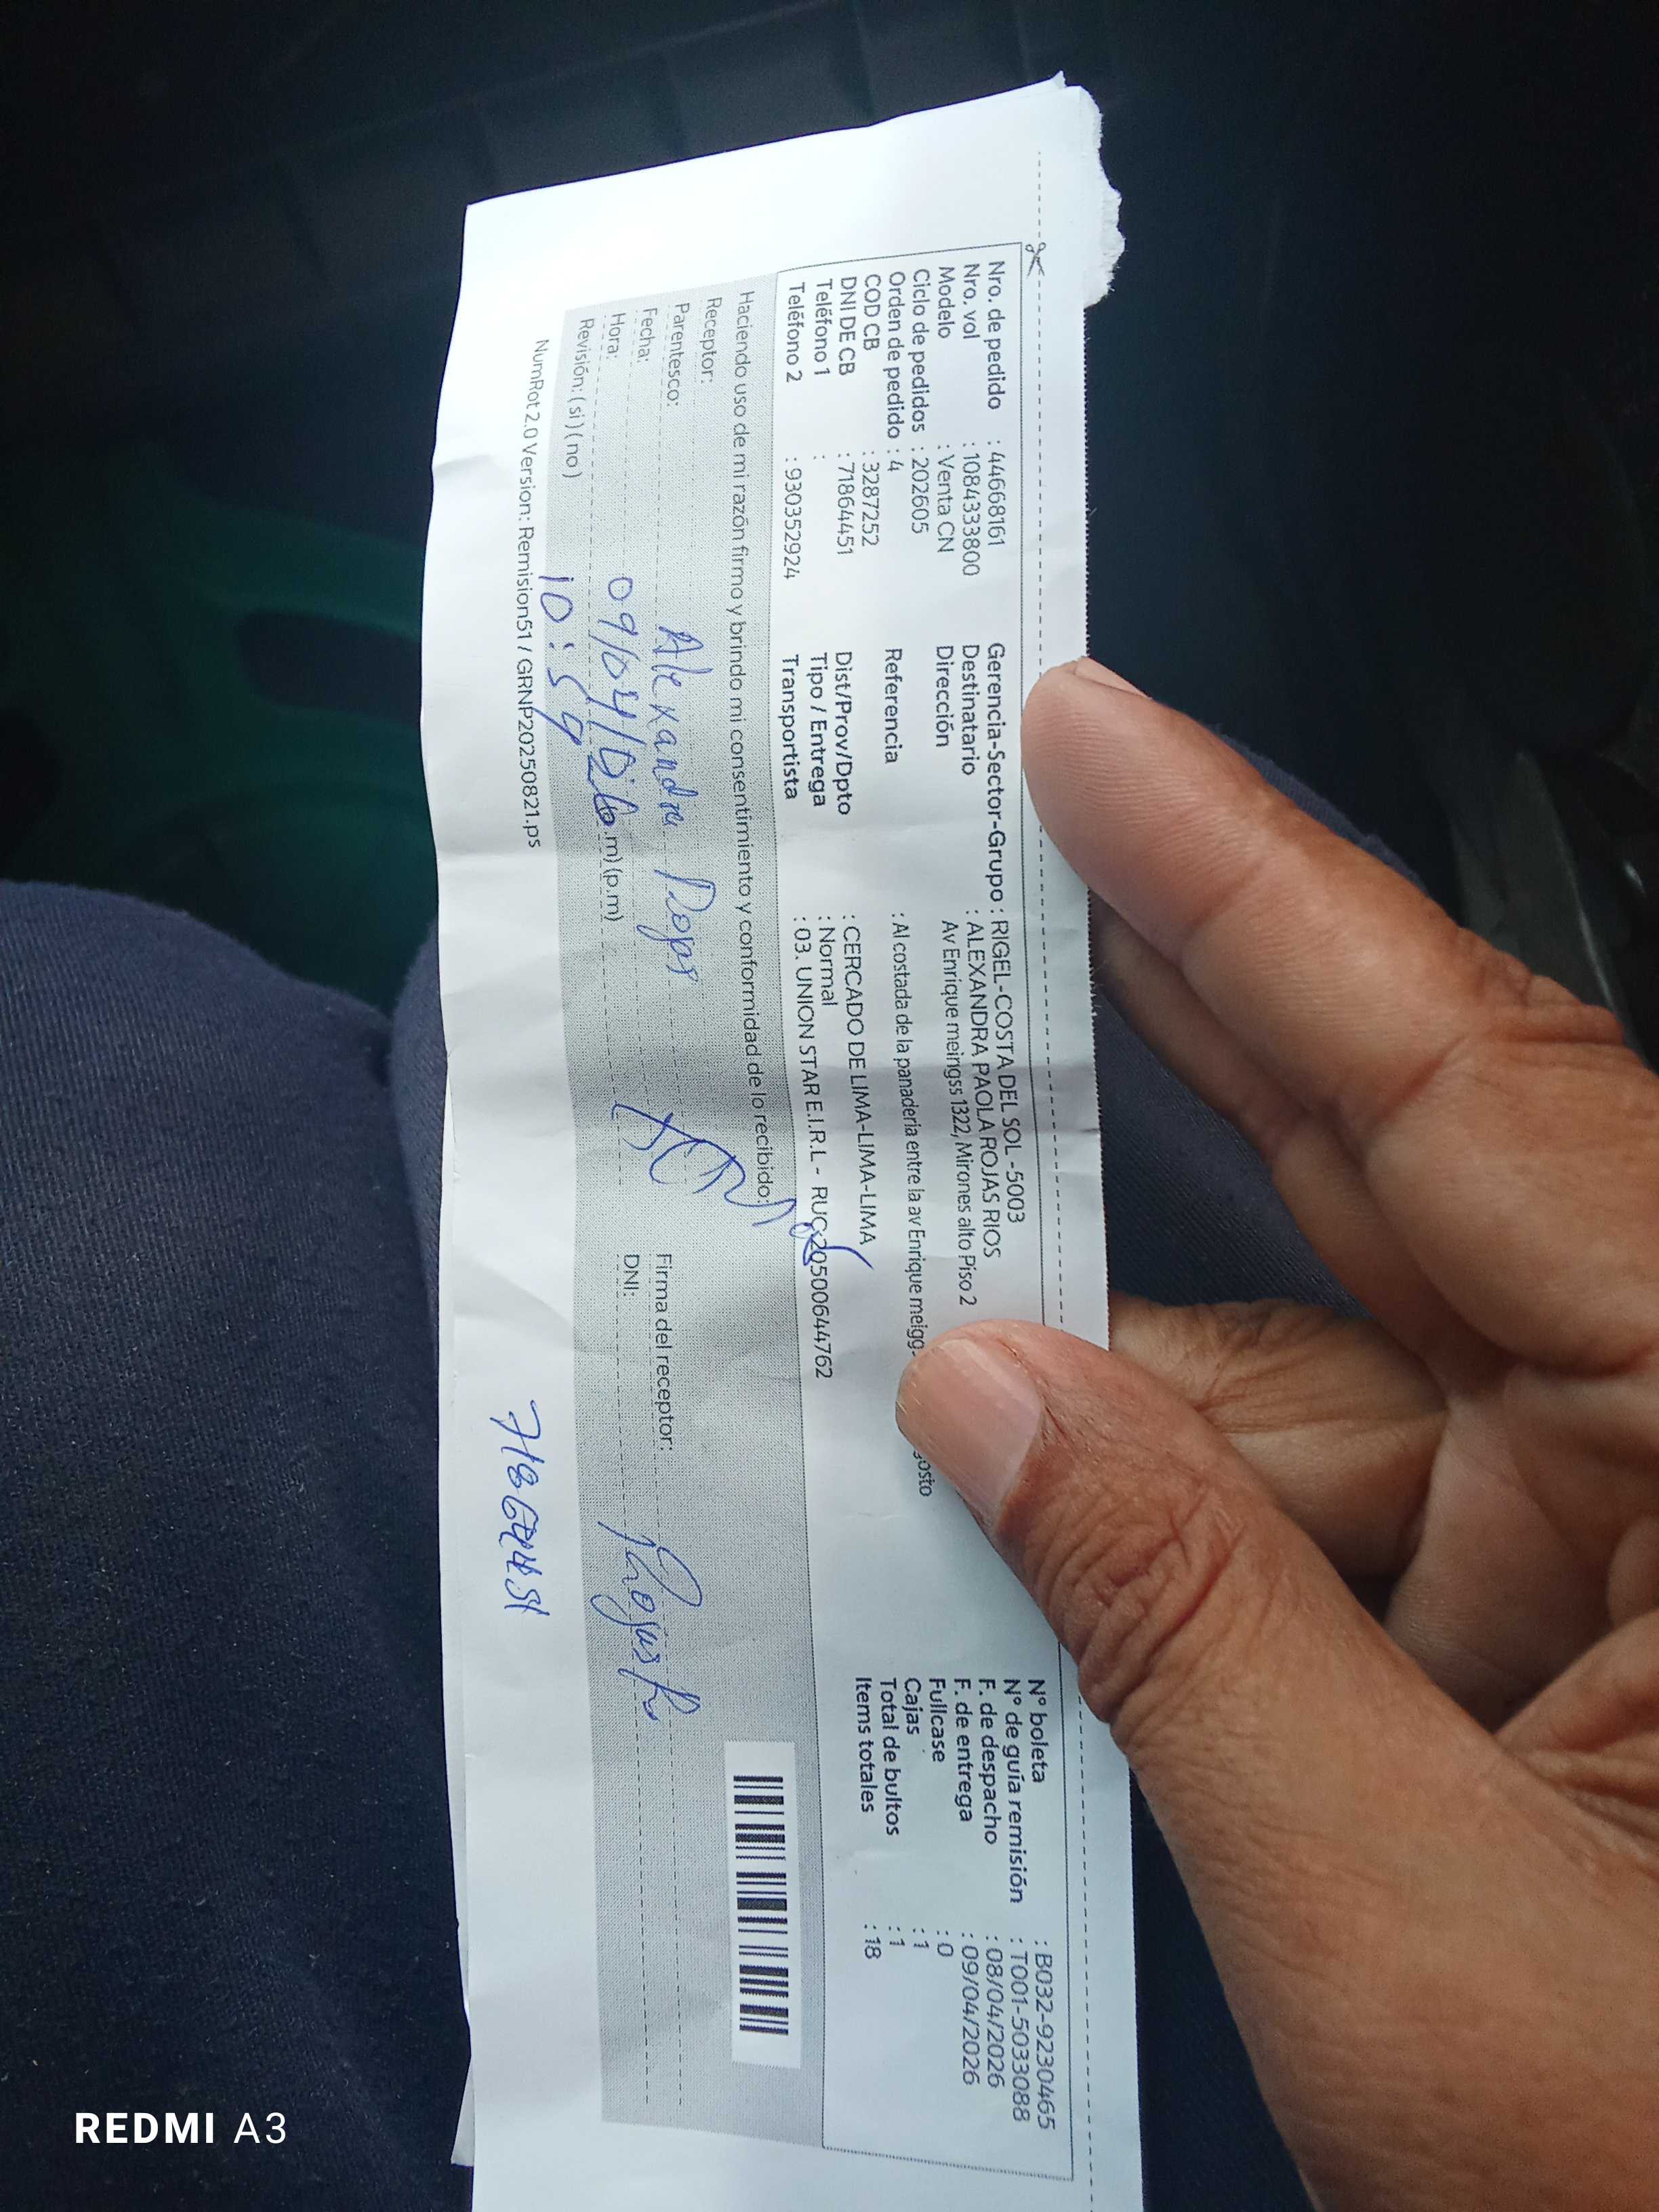 Nro. de pedido : 44668161
Nro. vol : 1084333800
Modelo : Venta CN
Ciclo de pedidos : 202605
Orden de pedido : 4
COD CB : 3287252
DNI DE CB : 71864451
Teléfono 1 :
Teléfono 2 : 930352924
Gerencia-Sector-Grupo : RIGEL-COSTA DEL SOL -5003
Destinatario : ALEXANDRA PAOLA ROJAS RIOS
Dirección Av Enrique meingss 1322, Mirones alto Piso 2
Referencia : Al costada de la panaderia entre la av Enrique meigg- gosto
Dist/Prov/Dpto : CERCADO DE LIMA-LIMA-LIMA
Tipo / Entrega : Normal
Transportista : 03. UNION STAR E.I.R.L - RUC:20500644762
N° boleta : B032-9230465
N° de guía remisión : T001-5033088
F. de despacho : 08/04/2026
F. de entrega : 09/04/2026
Fullcase : 0
Cajas : 1
Total de bultos : 1
Items totales : 18
Haciendo uso de mi razón firmo y brindo mi consentimiento y conformidad de lo recibido:
Receptor: Alexandra Rojas
Parentesco:
Fecha: 09/04/026
Hora: 10:59 .m) (p.m)
Revisión: ( si ) ( no )
Firma del receptor: Rojas R
DNI: 71864451
NumRot 2.0 Version: Remision51 / GRNP20250821.ps
REDMI A3